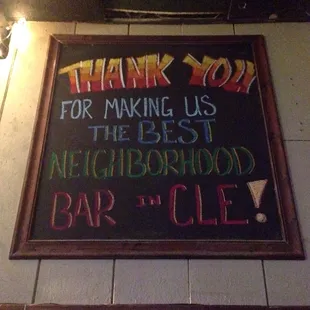 THANK YOU
FOR MAKING US
THE BEST
NEIGHBORHOOD
BAR IN CLE!